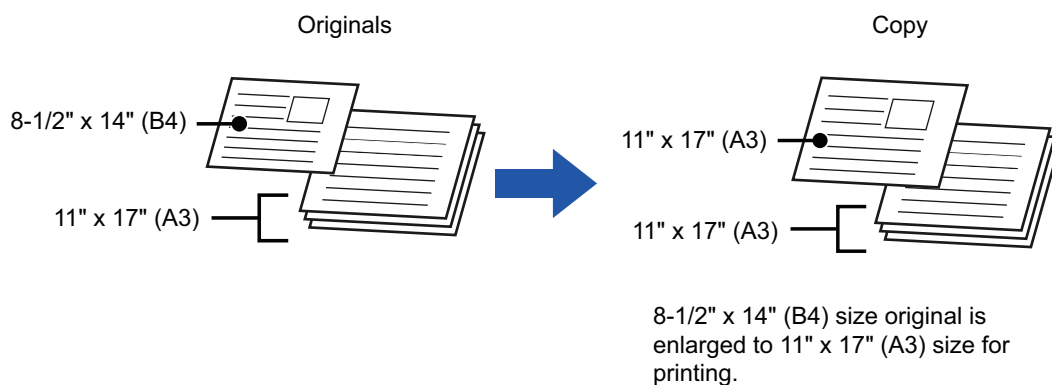 Originals
8-1/2" x 14" (B4)
11" x 17" (A3)
Copy
11" x 17" (A3)
11" x 17" (A3)
8-1/2" x 14" (B4) size original is
enlarged to 11" x 17" (A3) size for
printing.